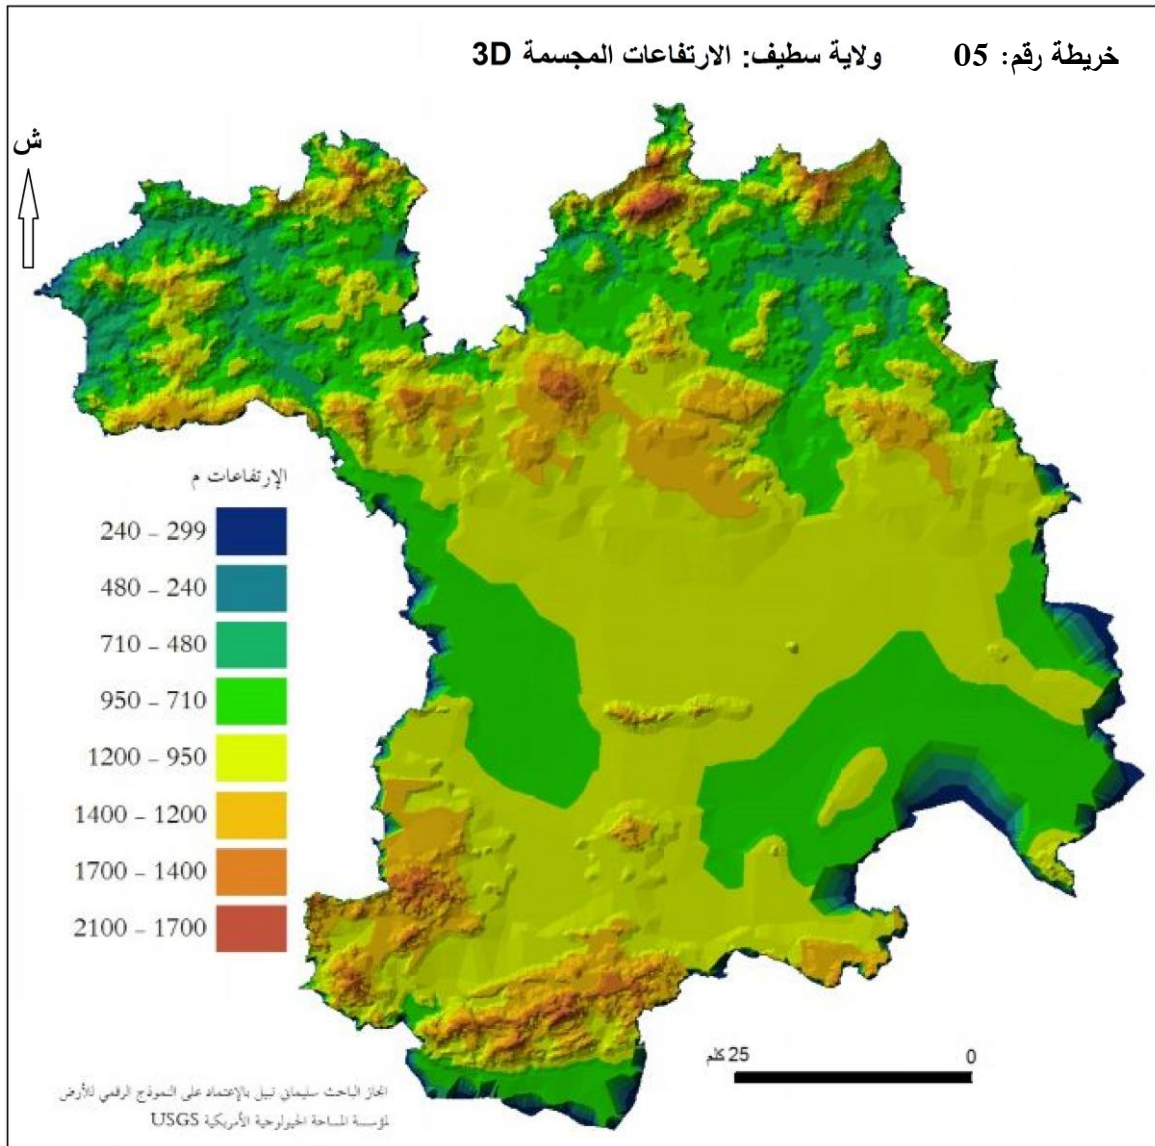 خريطة رقم: 05 ولاية سطيف: الارتفاعات المجسمة 3D
ش
الإرتفاعات م
240 – 299
480 – 240
710 – 480
950 – 710
1200 – 950
1400 – 1200
1700 – 1400
2100 – 1700
25 كلم 0
انجاز الباحث سليماني نبيل بالإعتماد على النموذج الرقمي للأرض
لمؤسسة المساحة الجيولوجية الأمريكية USGS